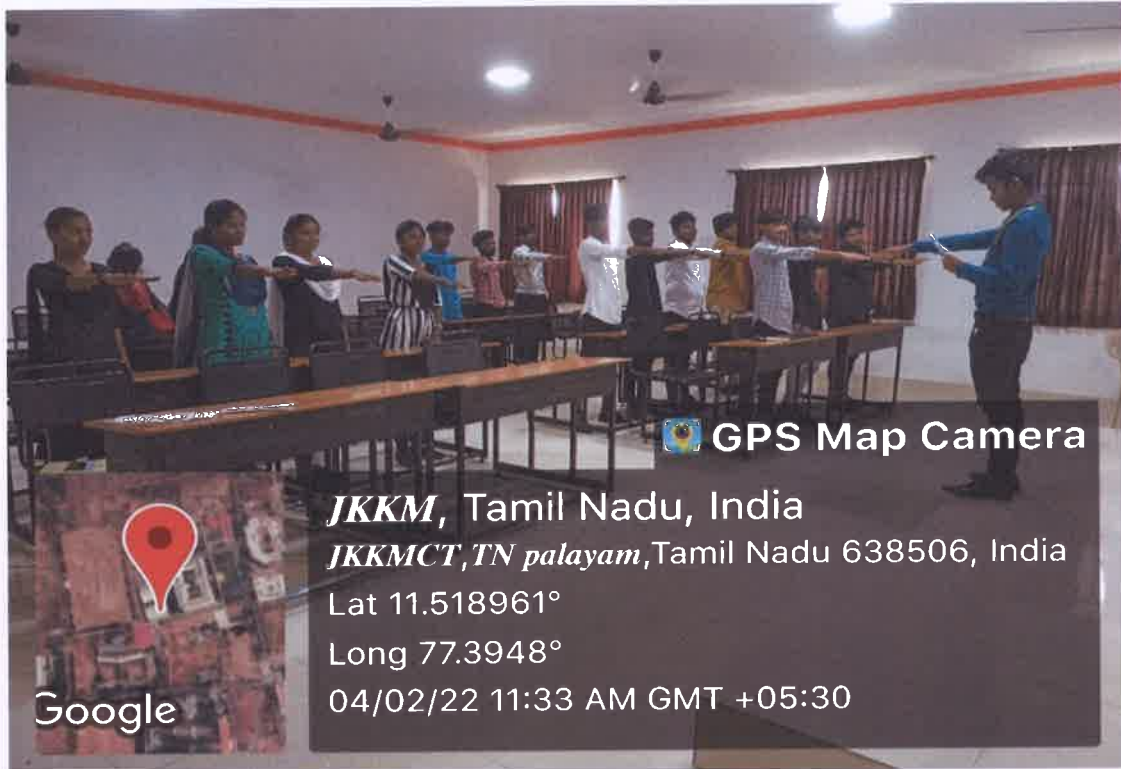 GPS Map Camera
JKKM, Tamil Nadu, India
JKKMCT,TN palayam,Tamil Nadu 638506, India
Lat 11.518961°
Long 77.3948°
04/02/22 11:33 AM GMT +05:30
Google